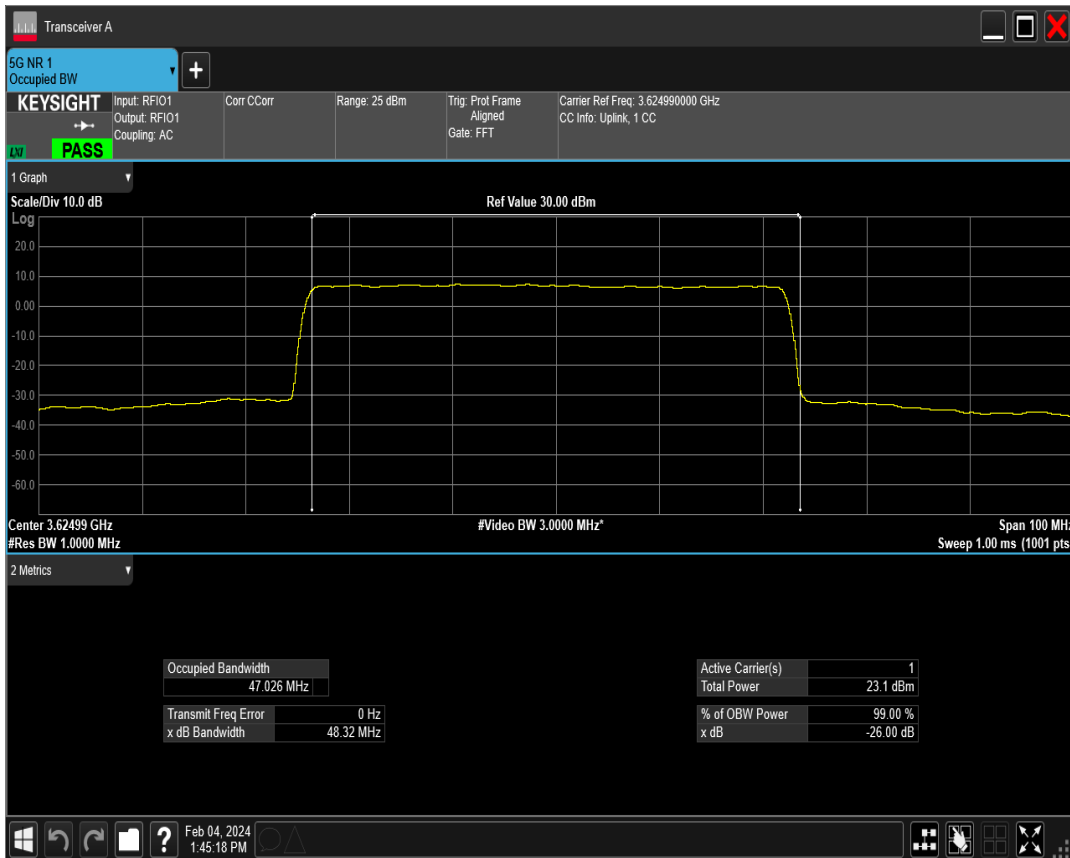 Transceiver A
5G NR 1
Occupied BW
KEYSIGHT
LXI
PASS
Input: RFIO1
Output: RFIO1
Coupling: AC
Corr CCorr
Range: 25 dBm
Trig: Prot Frame
Aligned
Gate: FFT
Carrier Ref Freq: 3.624990000 GHz
CC Info: Uplink, 1 CC
1 Graph
Scale/Div 10.0 dB
Ref Value 30.00 dBm
Log
20.0
10.0
0.00
-10.0
-20.0
-30.0
-40.0
-50.0
-60.0
Center 3.62499 GHz
#Video BW 3.0000 MHz*
Span 100 MHz
#Res BW 1.0000 MHz
Sweep 1.00 ms (1001 pts
2 Metrics
Occupied Bandwidth
47.026 MHz
Transmit Freq Error 0 Hz
x dB Bandwidth 48.32 MHz
Active Carrier(s) 1
Total Power 23.1 dBm
% of OBW Power 99.00 %
x dB -26.00 dB
?
Feb 04, 2024
1:45:18 PM